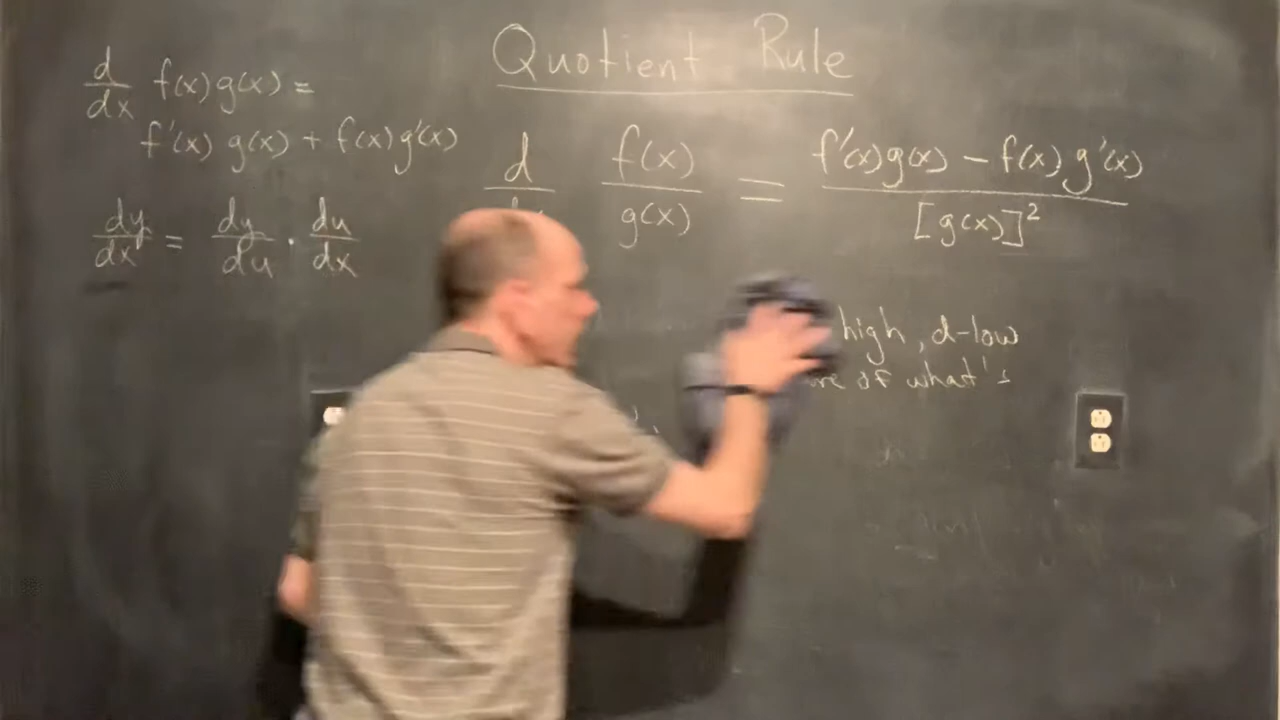 Quotient Rule
d/dx f(x)g(x) =
f'(x) g(x) + f(x)g'(x)
dy/dx = dy/du · du/dx
d f(x)/g(x) = f'(x)g(x) − f(x)g'(x)/[g(x)]²
high, d-low
of what's